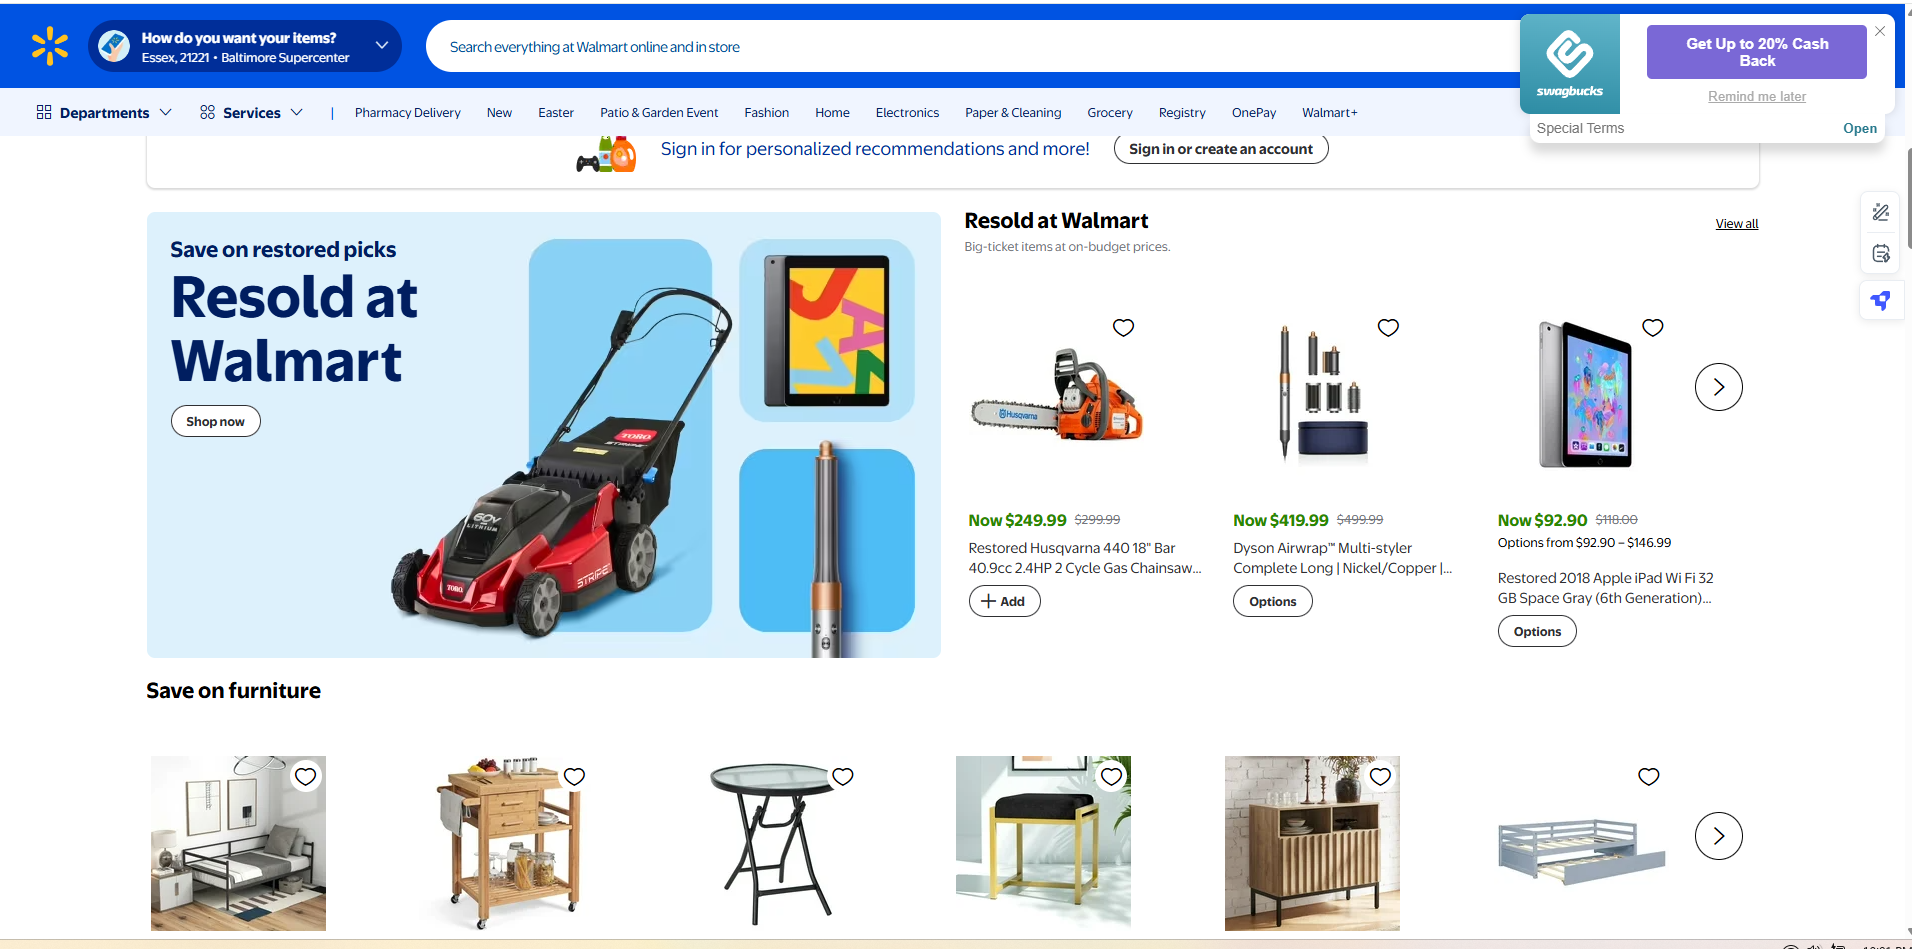 How do you want your items?
Essex, 21221 • Baltimore Supercenter
Search everything at Walmart online and in store
swagbucks
Get Up to 20% Cash
Back
Remind me later
Special Terms
Open
Departments
Services
|
Pharmacy Delivery
New
Easter
Patio & Garden Event
Fashion
Home
Electronics
Paper & Cleaning
Grocery
Registry
OnePay
Walmart+
Sign in for personalized recommendations and more!
Sign in or create an account
Save on restored picks
Resold at
Walmart
Shop now
TORO
STRIPE
60V
LITHIUM
TORO
STRIPE
Resold at Walmart
Big-ticket items at on-budget prices.
View all
Husqvarna
Now $249.99 $299.99
Restored Husqvarna 440 18" Bar
40.9cc 2.4HP 2 Cycle Gas Chainsaw...
+ Add
Now $419.99 $499.99
Dyson Airwrap™ Multi-styler
Complete Long | Nickel/Copper |...
Options
Now $92.90 $118.00
Options from $92.90 – $146.99
Restored 2018 Apple iPad Wi Fi 32
GB Space Gray (6th Generation)...
Options
Save on furniture